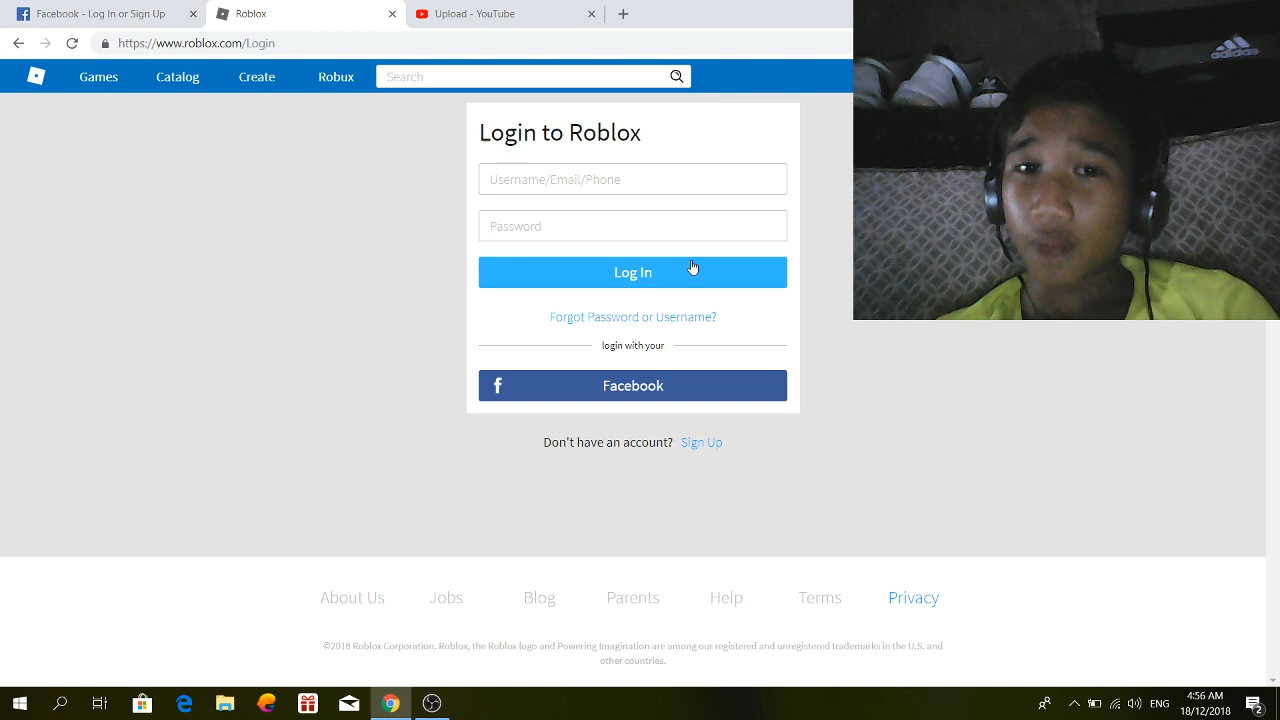 Facebook - Log In or Sign Up
Roblox
Upload - YouTube
https://www.roblox.com/Login
Games
Catalog
Create
Robux
Search
adidas
Login to Roblox
Username/Email/Phone
Password
Log In
Forgot Password or Username?
login with your
f
Facebook
Don't have an account? Sign Up
About Us
Jobs
Blog
Parents
Help
Terms
Privacy
©2018 Roblox Corporation. Roblox, the Roblox logo and Powering Imagination are among our registered and unregistered trademarks in the U.S. and
other countries.
ENG
4:56 AM
18/12/2018
2